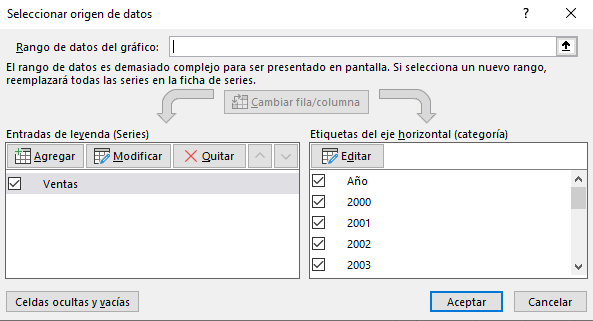 Seleccionar origen de datos
Rango de datos del gráfico:
El rango de datos es demasiado complejo para ser presentado en pantalla. Si selecciona un nuevo rango,
reemplazará todas las series en la ficha de series.
Cambiar fila/columna
Entradas de leyenda (Series)
Agregar
Modificar
Quitar
Ventas
Etiquetas del eje horizontal (categoría)
Editar
Año
2000
2001
2002
2003
Celdas ocultas y vacías
Aceptar
Cancelar